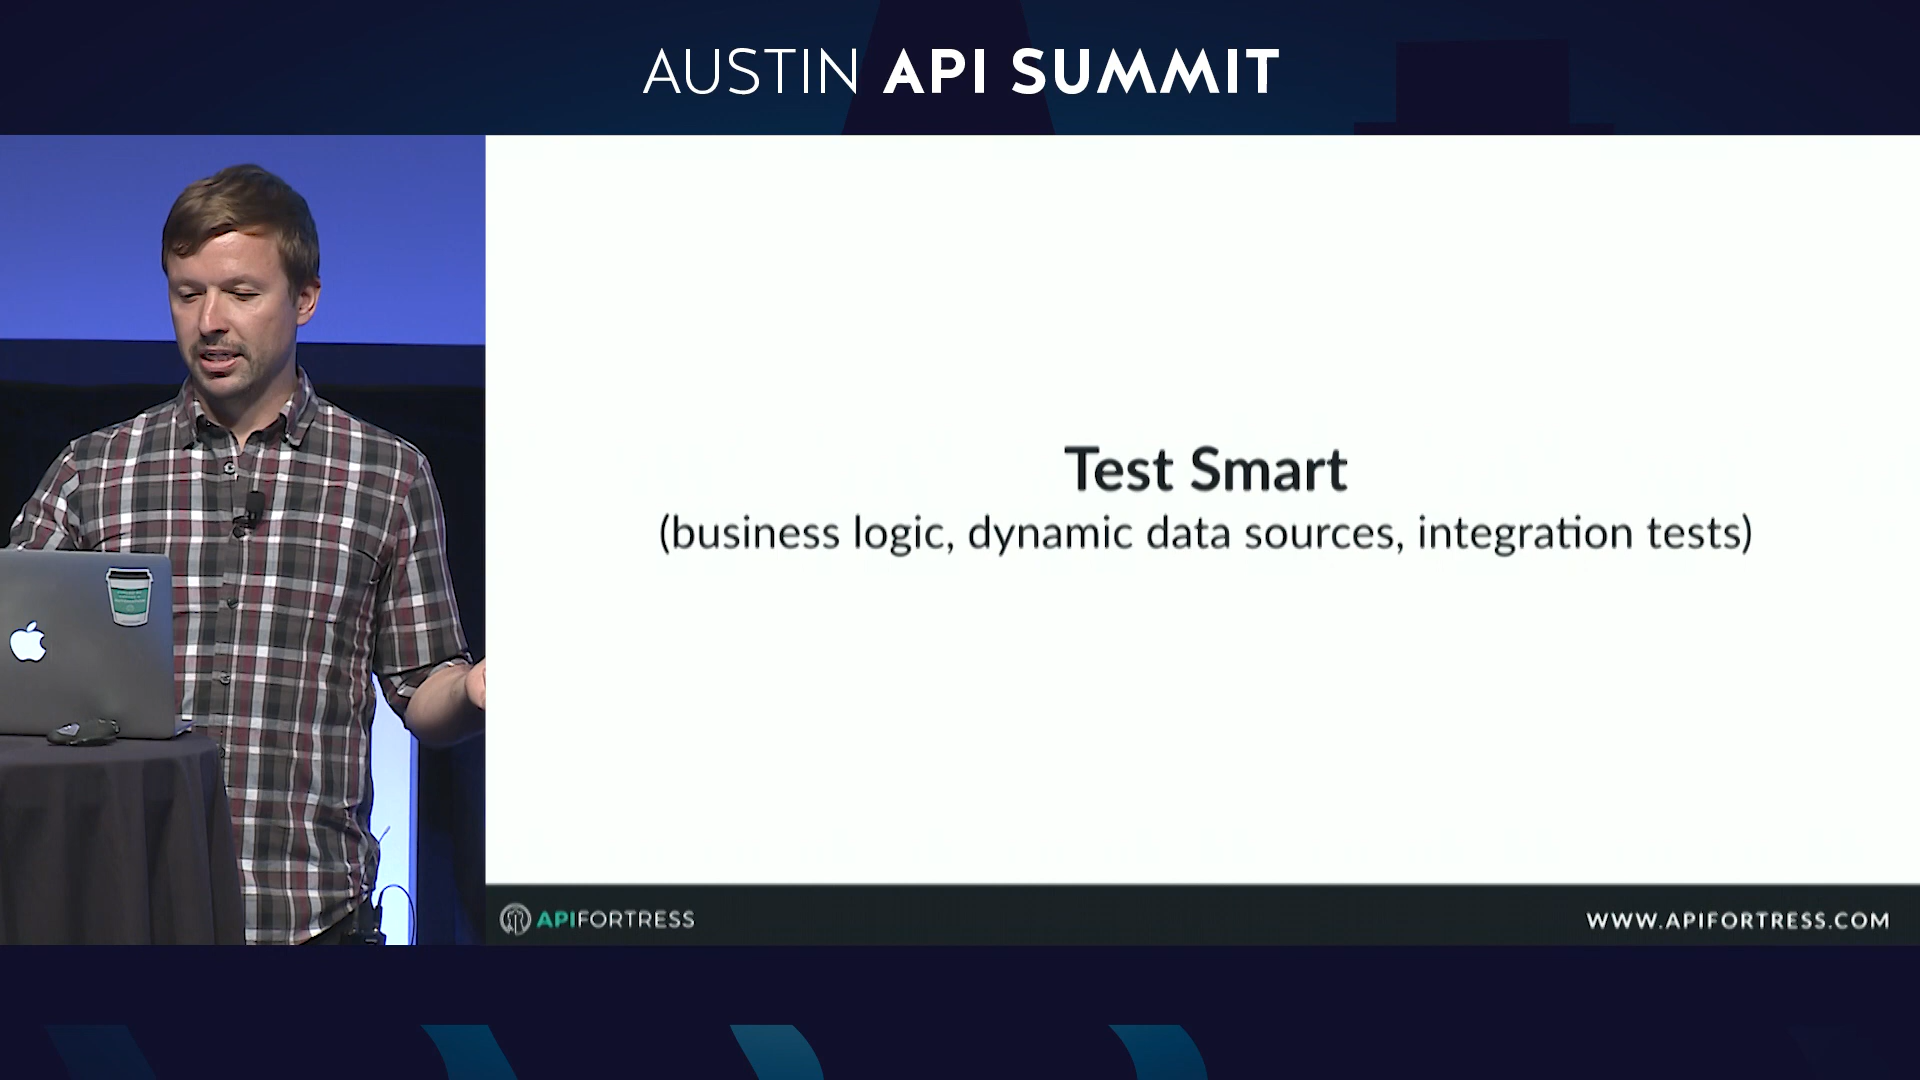 AUSTIN API SUMMIT
Test Smart
(business logic, dynamic data sources, integration tests)
APIFORTRESS
WWW.APIFORTRESS.COM